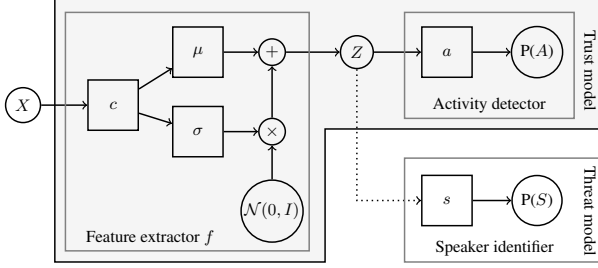 X
c
μ
σ
+
×
𝒩(0, I)
Feature extractor f
Z
a
P(A)
Activity detector
Trust model
s
P(S)
Speaker identifier
Threat model